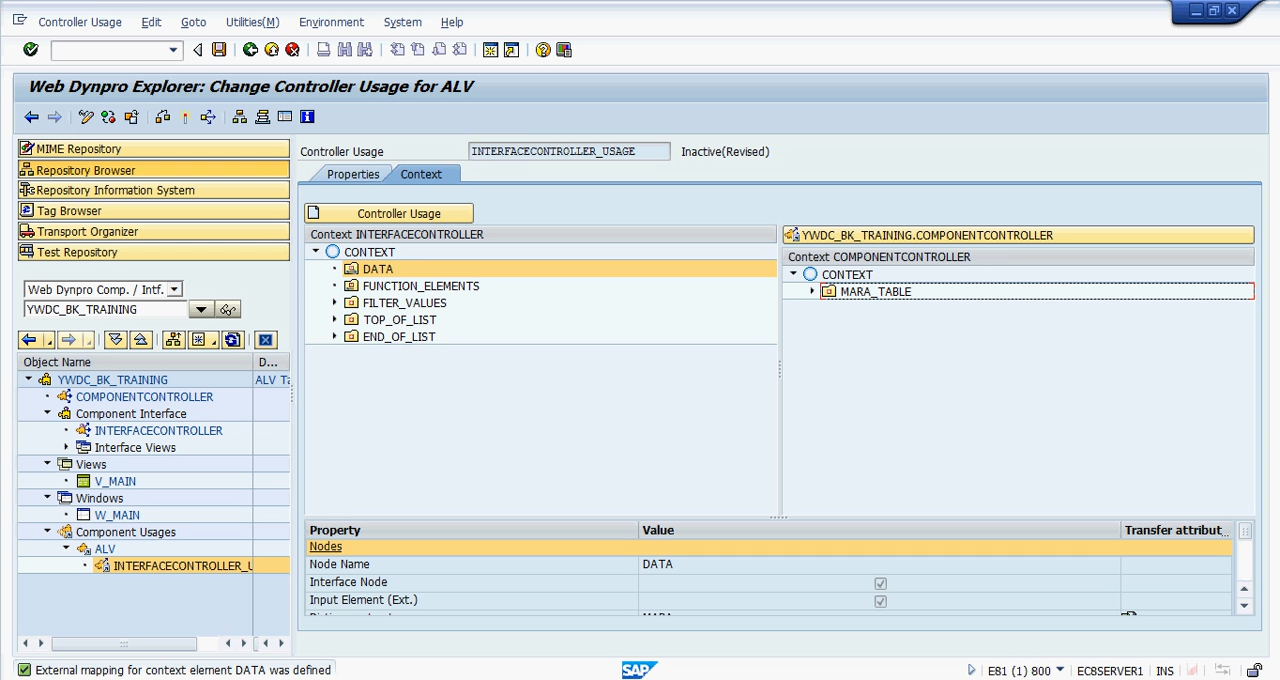 Control Usage Edit Goto Utilities(M) Environment System Help
Web Dynpro Explorer: Change Controller Usage for ALV
MIME Repository
Repository Browser
Repository Information System
Tag Browser
Transport Organizer
Test Repository
Web Dynpro Comp. / Intf.
YWDC_BK_TRAINING
Object Name D...
YWDC_BK_TRAINING ALV Ta
COMPONENTCONTROLLER
Component Interface
INTERFACECONTROLLER
Interface Views
Views
V_MAIN
Windows
W_MAIN
Component Usages
ALV
INTERFACECONTROLLER_U
Controller Usage INTERFACECONTROLLER_USAGE Inactive(Revised)
Properties Context
Controller Usage
Context INTERFACECONTROLLER
CONTEXT
DATA
FUNCTION_ELEMENTS
FILTER_VALUES
TOP_OF_LIST
END_OF_LIST
YWDC_BK_TRAINING.COMPONENTCONTROLLER
Context COMPONENTCONTROLLER
CONTEXT
MARA_TABLE
Property Value Transfer attribut...
Nodes
Node Name DATA
Interface Node
Input Element (Ext.)
External mapping for context element DATA was defined
SAP
E81 (1) 800 EC8SERVER1 INS